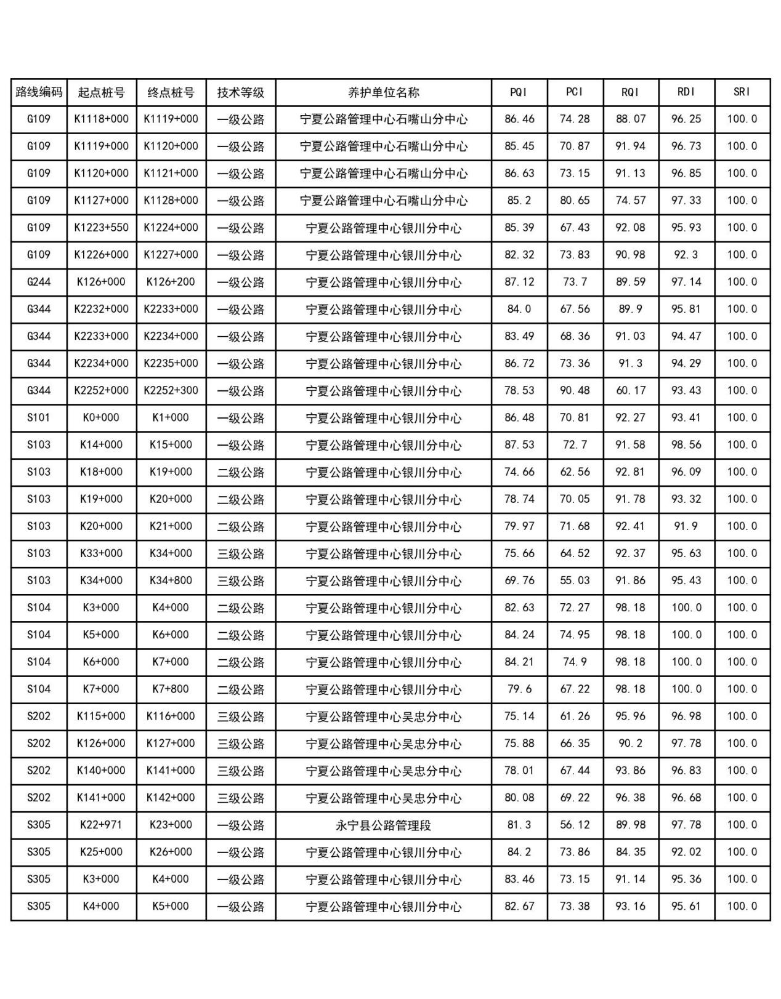 路线编码 起点桩号 终点桩号 技术等级 养护单位名称 PQI PCI RQI RDI SRI
G109 K1118+000 K1119+000 一级公路 宁夏公路管理中心石嘴山分中心 86.46 74.28 88.07 96.25 100.0
G109 K1119+000 K1120+000 一级公路 宁夏公路管理中心石嘴山分中心 85.45 70.87 91.94 96.73 100.0
G109 K1120+000 K1121+000 一级公路 宁夏公路管理中心石嘴山分中心 86.63 73.15 91.13 96.85 100.0
G109 K1127+000 K1128+000 一级公路 宁夏公路管理中心石嘴山分中心 85.2 80.65 74.57 97.33 100.0
G109 K1223+550 K1224+000 一级公路 宁夏公路管理中心银川分中心 85.39 67.43 92.08 95.93 100.0
G109 K1226+000 K1227+000 一级公路 宁夏公路管理中心银川分中心 82.32 73.83 90.98 92.3 100.0
G244 K126+000 K126+200 一级公路 宁夏公路管理中心银川分中心 87.12 73.7 89.59 97.14 100.0
G344 K2232+000 K2233+000 一级公路 宁夏公路管理中心银川分中心 84.0 67.56 89.9 95.81 100.0
G344 K2233+000 K2234+000 一级公路 宁夏公路管理中心银川分中心 83.49 68.36 91.03 94.47 100.0
G344 K2234+000 K2235+000 一级公路 宁夏公路管理中心银川分中心 86.72 73.36 91.3 94.29 100.0
G344 K2252+000 K2252+300 一级公路 宁夏公路管理中心银川分中心 78.53 90.48 60.17 93.43 100.0
S101 K0+000 K1+000 一级公路 宁夏公路管理中心银川分中心 86.48 70.81 92.27 93.41 100.0
S103 K14+000 K15+000 一级公路 宁夏公路管理中心银川分中心 87.53 72.7 91.58 98.56 100.0
S103 K18+000 K19+000 二级公路 宁夏公路管理中心银川分中心 74.66 62.56 92.81 96.09 100.0
S103 K19+000 K20+000 二级公路 宁夏公路管理中心银川分中心 78.74 70.05 91.78 93.32 100.0
S103 K20+000 K21+000 二级公路 宁夏公路管理中心银川分中心 79.97 71.68 92.41 91.9 100.0
S103 K33+000 K34+000 三级公路 宁夏公路管理中心银川分中心 75.66 64.52 92.37 95.63 100.0
S103 K34+000 K34+800 三级公路 宁夏公路管理中心银川分中心 69.76 55.03 91.86 95.43 100.0
S104 K3+000 K4+000 二级公路 宁夏公路管理中心银川分中心 82.63 72.27 98.18 100.0 100.0
S104 K5+000 K6+000 二级公路 宁夏公路管理中心银川分中心 84.24 74.95 98.18 100.0 100.0
S104 K6+000 K7+000 二级公路 宁夏公路管理中心银川分中心 84.21 74.9 98.18 100.0 100.0
S104 K7+000 K7+800 二级公路 宁夏公路管理中心银川分中心 79.6 67.22 98.18 100.0 100.0
S202 K115+000 K116+000 三级公路 宁夏公路管理中心吴忠分中心 75.14 61.26 95.96 96.98 100.0
S202 K126+000 K127+000 三级公路 宁夏公路管理中心吴忠分中心 75.88 66.35 90.2 97.78 100.0
S202 K140+000 K141+000 三级公路 宁夏公路管理中心吴忠分中心 78.01 67.44 93.86 96.83 100.0
S202 K141+000 K142+000 三级公路 宁夏公路管理中心吴忠分中心 80.08 69.22 96.38 96.68 100.0
S305 K22+971 K23+000 一级公路 永宁县公路管理段 81.3 56.12 89.98 97.78 100.0
S305 K25+000 K26+000 一级公路 宁夏公路管理中心银川分中心 84.2 73.86 84.35 92.02 100.0
S305 K3+000 K4+000 一级公路 宁夏公路管理中心银川分中心 83.46 73.15 91.14 95.36 100.0
S305 K4+000 K5+000 一级公路 宁夏公路管理中心银川分中心 82.67 73.38 93.16 95.61 100.0